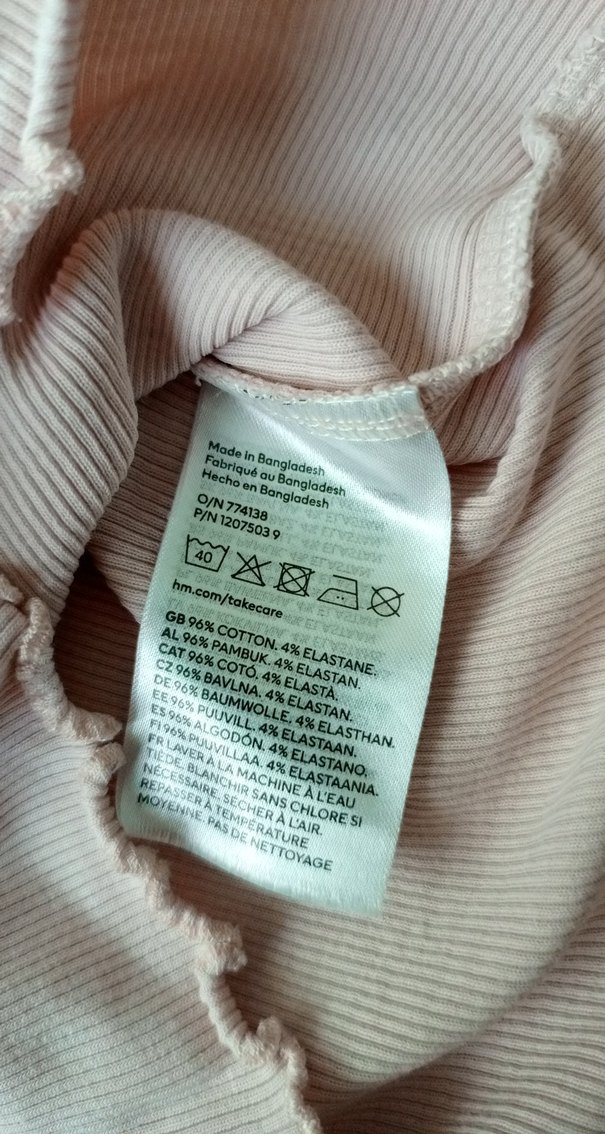 Made in Bangladesh
Fabriqué au Bangladesh
Hecho en Bangladesh
O/N 774138
P/N 1207503 9
40
hm.com/takecare
GB 96% COTTON. 4% ELASTANE.
AL 96% PAMBUK. 4% ELASTAN.
CAT 96% COTÓ. 4% ELASTÀ.
CZ 96% BAVLNA. 4% ELASTAN.
DE 96% BAUMWOLLE. 4% ELASTHAN.
EE 96% PUUVILL. 4% ELASTAAN.
ES 96% ALGODÓN. 4% ELASTANO.
FI 96% PUUVILLAA. 4% ELASTAANIA.
FR LAVER À LA MACHINE À L'EAU
TIÈDE. BLANCHIR SANS CHLORE SI
NÉCESSAIRE. SÉCHER À L'AIR.
REPASSER À TEMPÉRATURE
MOYENNE. PAS DE NETTOYAGE